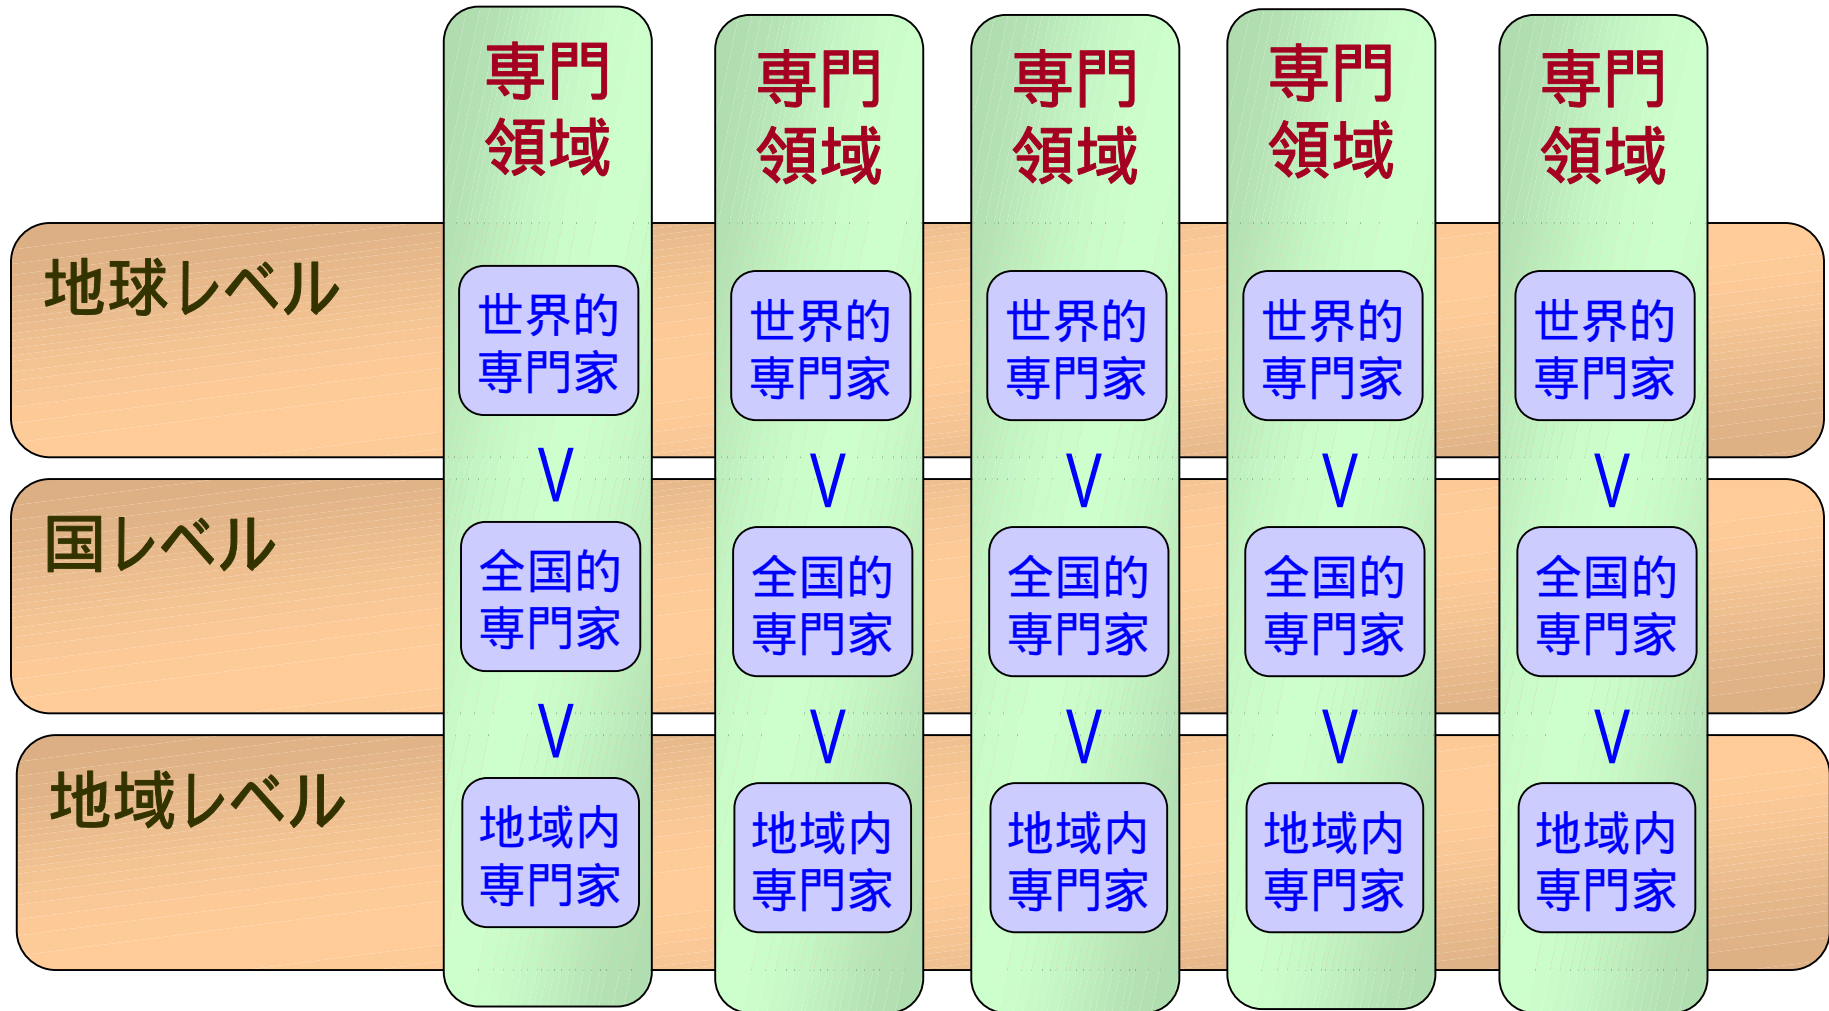 専門
領域
専門
領域
専門
領域
専門
領域
専門
領域
地球レベル
世界的
専門家
世界的
専門家
世界的
専門家
世界的
専門家
世界的
専門家
>
>
>
>
>
国レベル
全国的
専門家
全国的
専門家
全国的
専門家
全国的
専門家
全国的
専門家
>
>
>
>
>
地域レベル
地域内
専門家
地域内
専門家
地域内
専門家
地域内
専門家
地域内
専門家